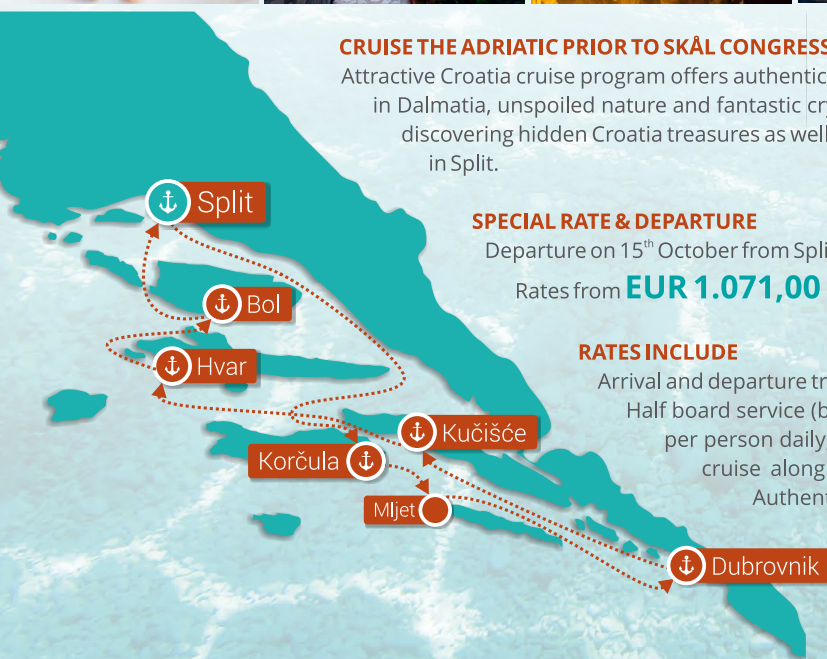 CRUISE THE ADRIATIC PRIOR TO SKÅL CONGRESS
Attractive Croatia cruise program offers authentic
in Dalmatia, unspoiled nature and fantastic
discovering hidden Croatia treasures as well
in Split.
SPECIAL RATE & DEPARTURE
Departure on 15th October from
Rates from EUR 1.071,00
RATES INCLUDE
Arrival and departure
Half board service
per person daily
cruise along
Split
Bol
Hvar
Kučišće
Korčula
Mljet
Dubrovnik